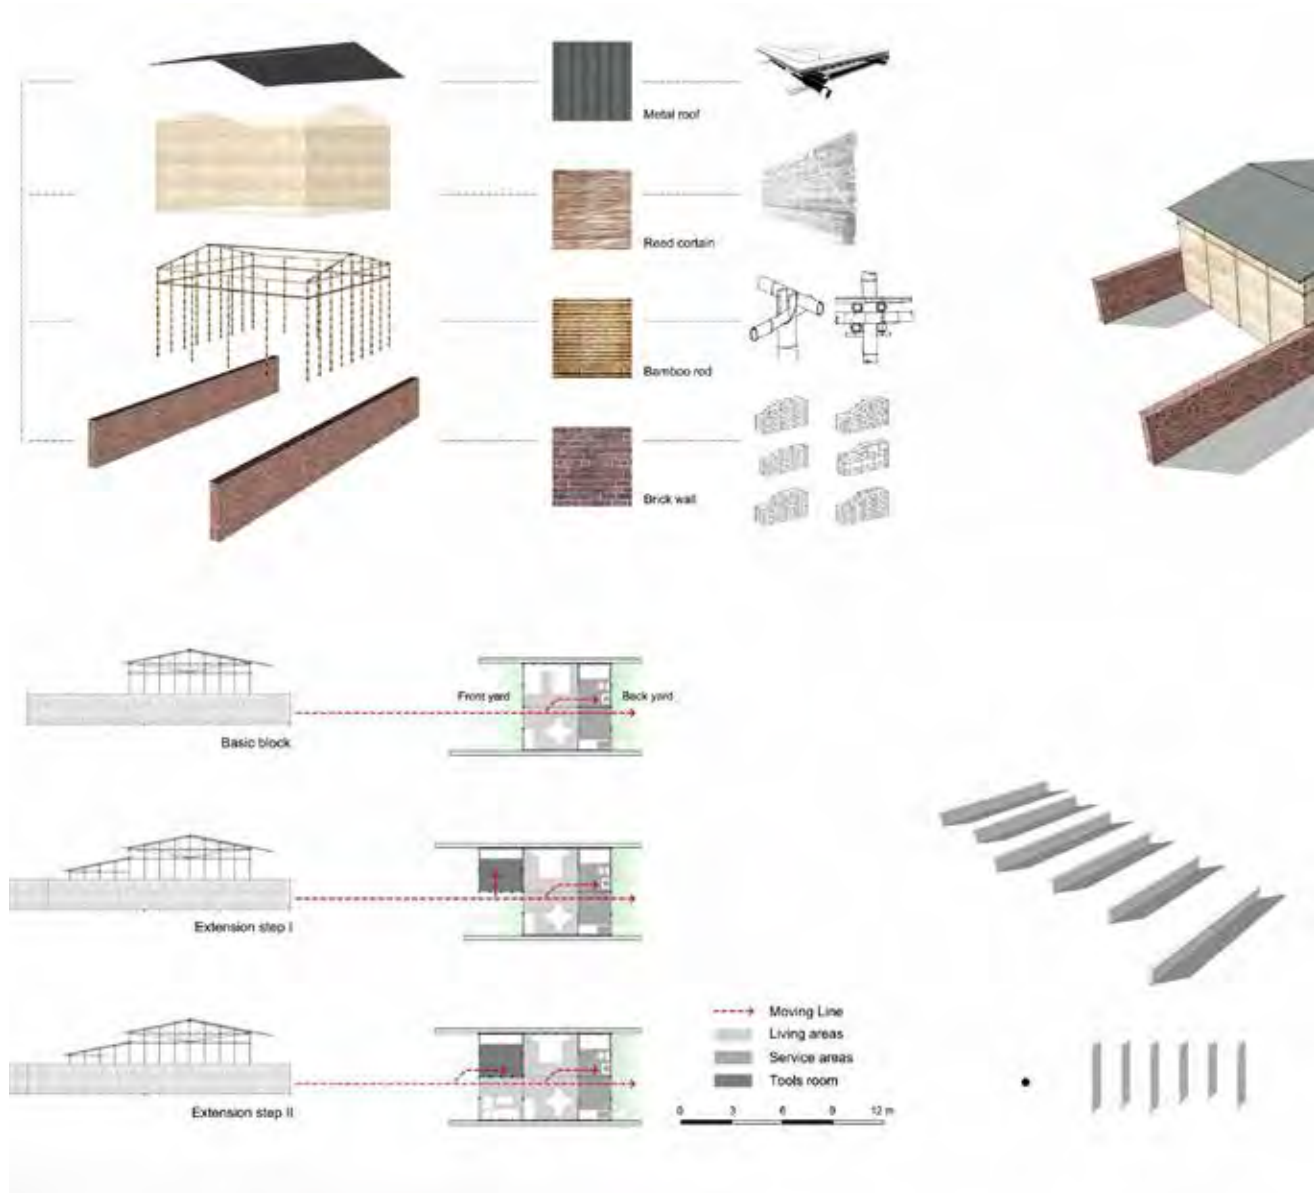 Metal roof
Reed cortain
Bamboo rod
Brick wall
Front yard
Back yard
Basic block
Extension step I
Extension step II
Moving Line
Living areas
Service areas
Tools room
0 3 6 9 12 m